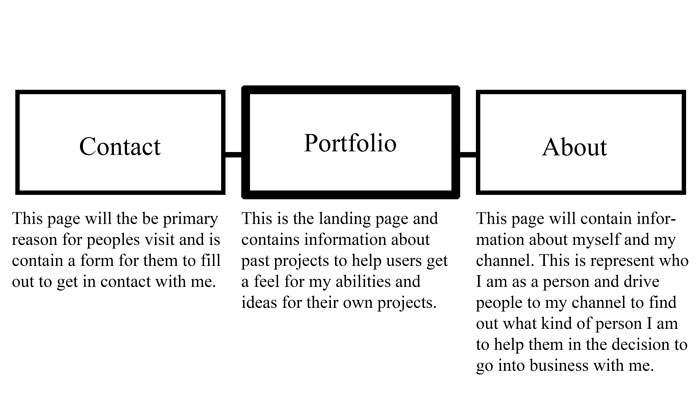 Contact
This page will the be primary
reason for peoples visit and is
contain a form for them to fill
out to get in contact with me.
Portfolio
This is the landing page and
contains information about
past projects to help users get
a feel for my abilities and
ideas for their own projects.
About
This page will contain infor-
mation about myself and my
channel. This is represent who
I am as a person and drive
people to my channel to find
out what kind of person I am
to help them in the decision to
go into business with me.